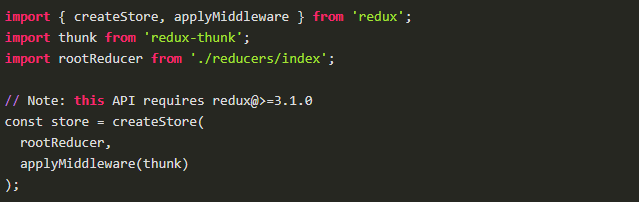 import { createStore, applyMiddleware } from 'redux';
import thunk from 'redux-thunk';
import rootReducer from './reducers/index';

// Note: this API requires redux@>=3.1.0
const store = createStore(
  rootReducer,
  applyMiddleware(thunk)
);